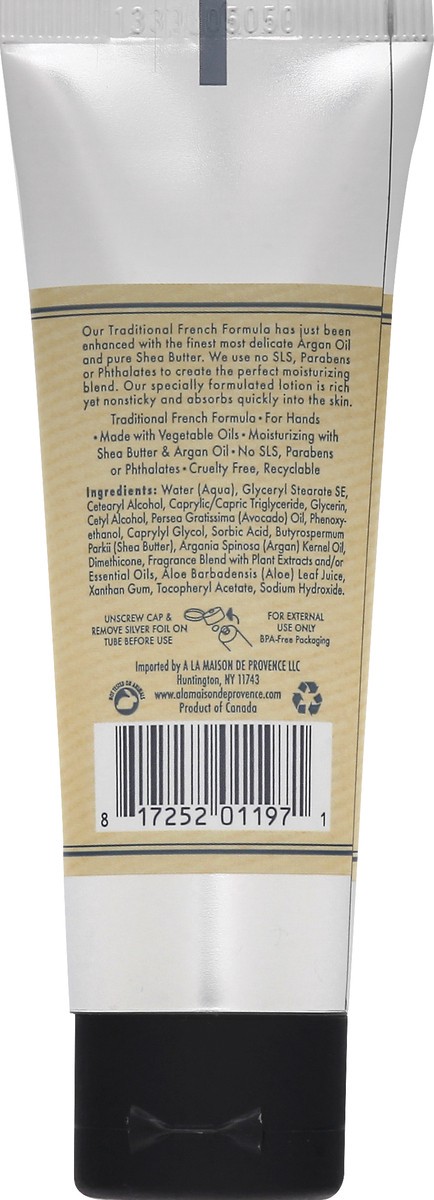 Our Traditional French Formula has just been
enhanced with the finest most delicate Argan Oil
and pure Shea Butter. We use no SLS, Parabens
or Phthalates to create the perfect moisturizing
blend. Our specially formulated lotion is rich
yet nonsticky and absorbs quickly into the skin.
Traditional French Formula • For Hands
• Made with Vegetable Oils • Moisturizing with
Shea Butter & Argan Oil • No SLS, Parabens
or Phthalates • Cruelty Free, Recyclable
Ingredients: Water (Aqua), Glyceryl Stearate SE,
Cetearyl Alcohol, Caprylic/Capric Triglyceride, Glycerin,
Cetyl Alcohol, Persea Gratissima (Avocado) Oil, Phenoxy-
ethanol, Caprylyl Glycol, Sorbic Acid, Butyrospermum
Parkii (Shea Butter), Argania Spinosa (Argan) Kernel Oil,
Dimethicone, Fragrance Blend with Plant Extracts and/or
Essential Oils, Aloe Barbadensis (Aloe) Leaf Juice,
Xanthan Gum, Tocopheryl Acetate, Sodium Hydroxide.
UNSCREW CAP &
REMOVE SILVER FOIL ON
TUBE BEFORE USE
FOR EXTERNAL
USE ONLY
BPA-Free Packaging
Imported by A LA MAISON DE PROVENCE LLC
Huntington, NY 11743
www.alamaisondeprovence.com
Product of Canada
NOT TESTED ON ANIMALS
8 17252 01197 1